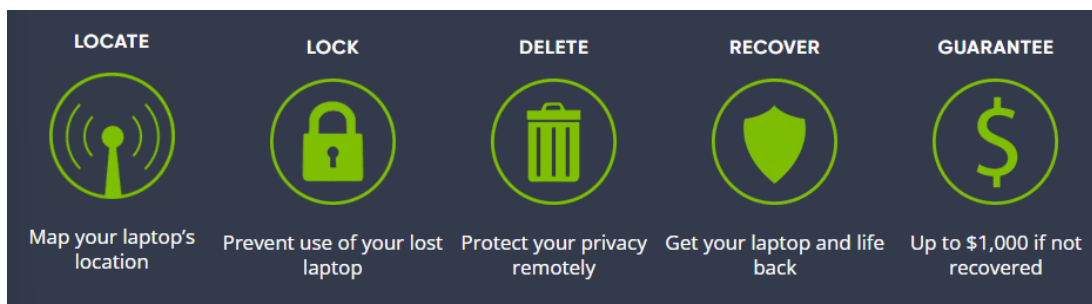 LOCATE
Map your laptop’s
location
LOCK
Prevent use of your lost
laptop
DELETE
Protect your privacy
remotely
RECOVER
Get your laptop and life
back
GUARANTEE
$
Up to $1,000 if not
recovered